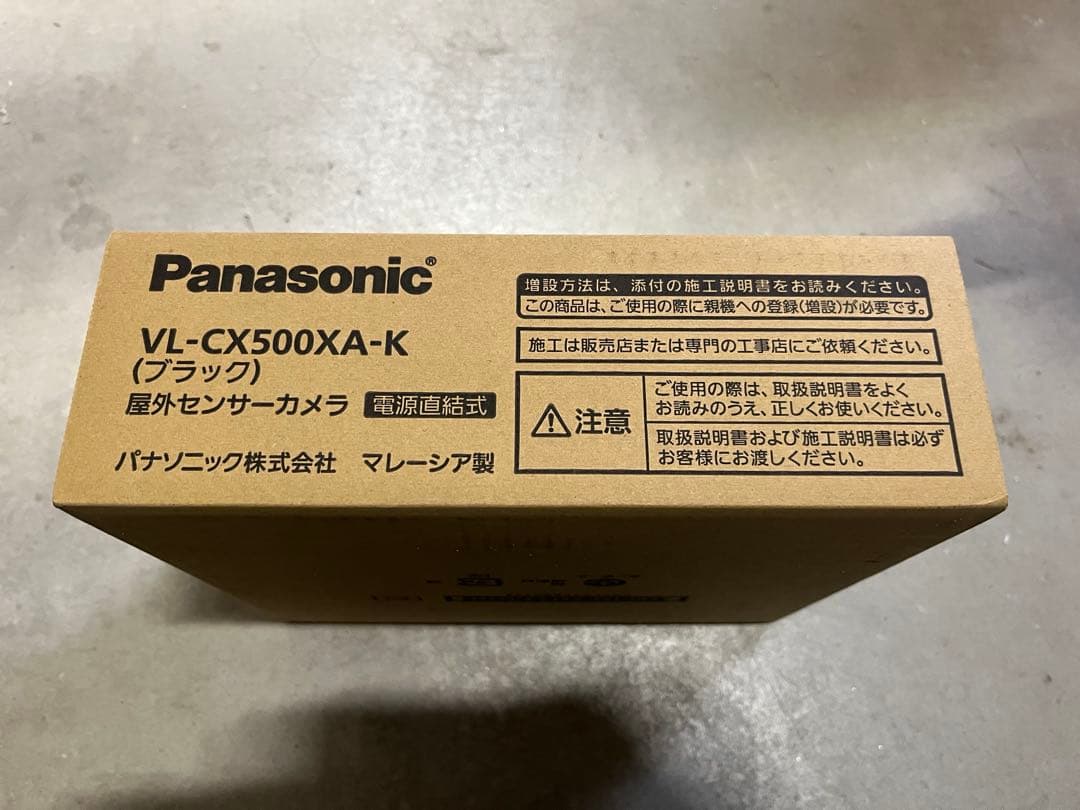 Panasonic®
VL-CX500XA-K
(ブラック)
屋外センサーカメラ 電源直結式
パナソニック株式会社 マレーシア製
増設方法は、添付の施工説明書をお読みください。
この商品は、ご使用の際に親機への登録(増設)が必要です。
施工は販売店または専門の工事店にご依頼ください。
注意
ご使用の際は、取扱説明書をよく
お読みのうえ、正しくお使いください。
取扱説明書および施工説明書は必ず
お客様にお渡しください。